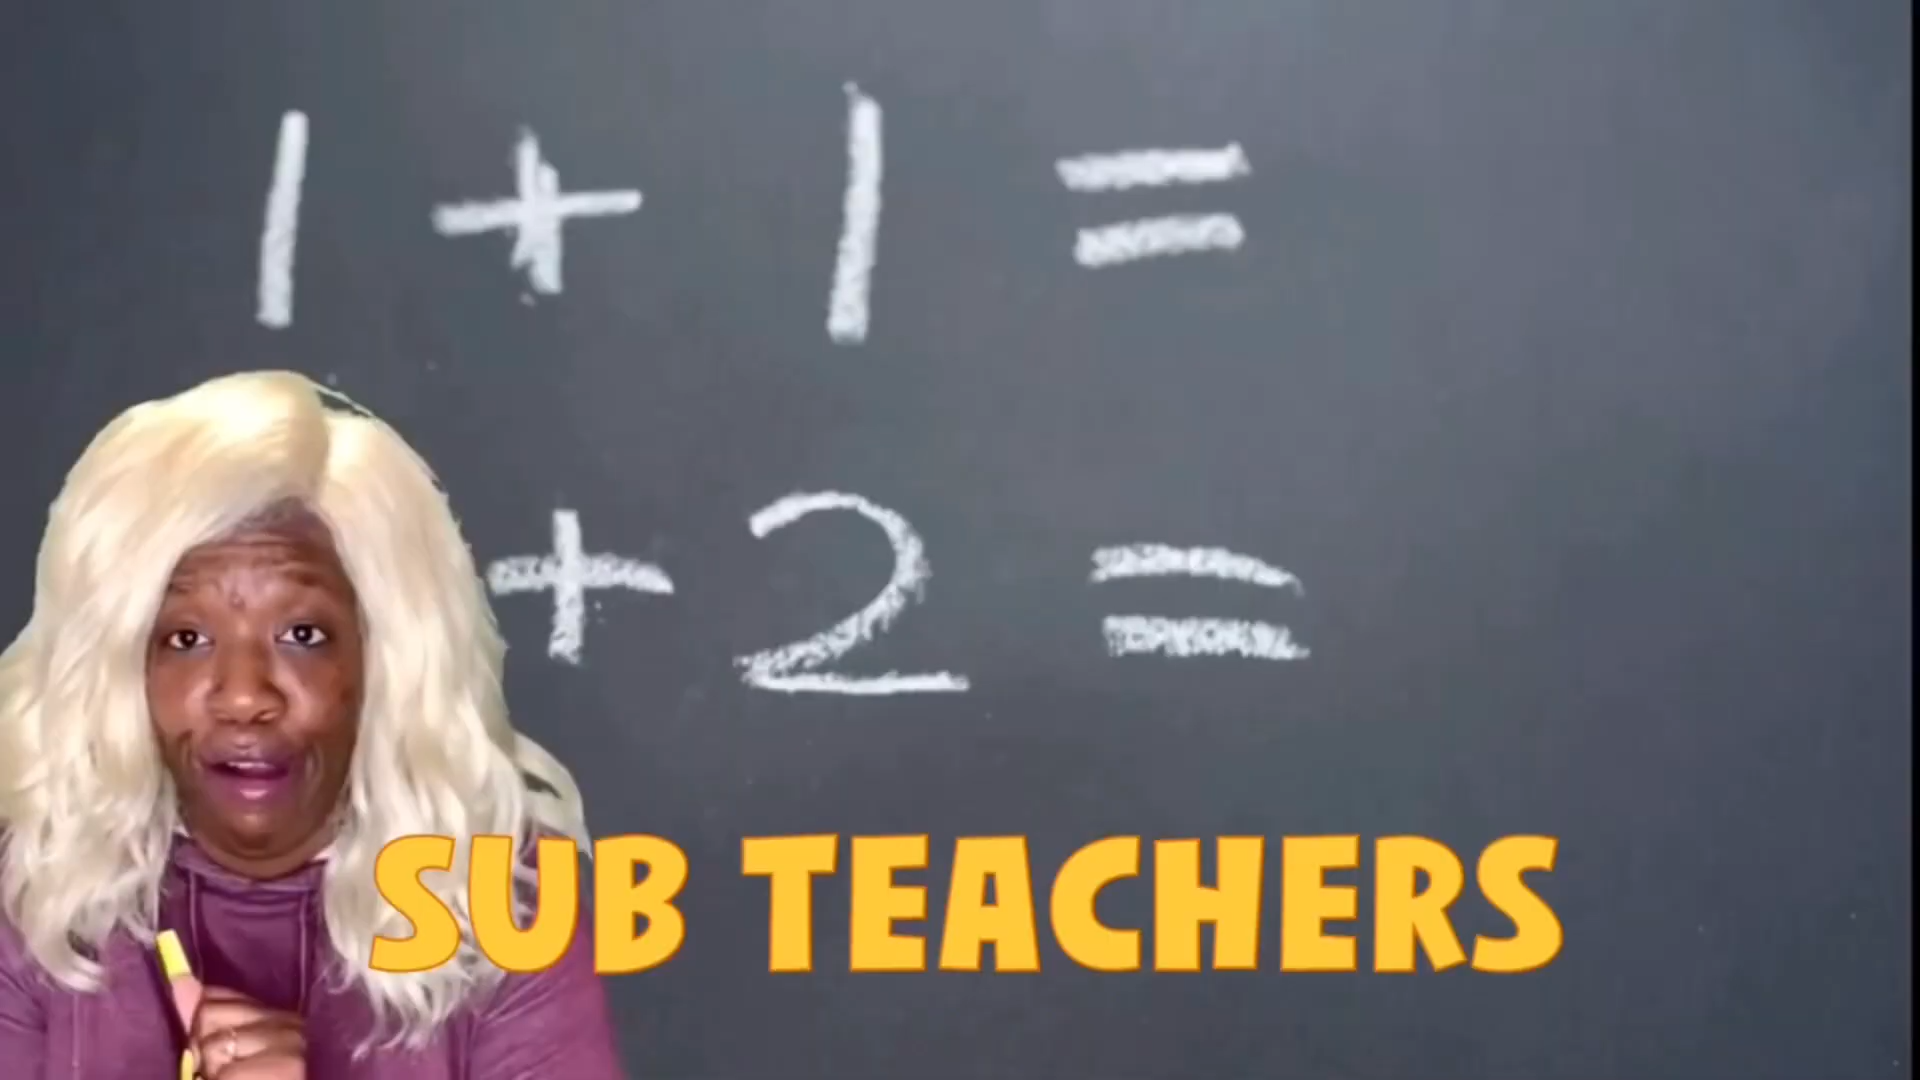 1 + 1 =
+ 2 =
SUB TEACHERS